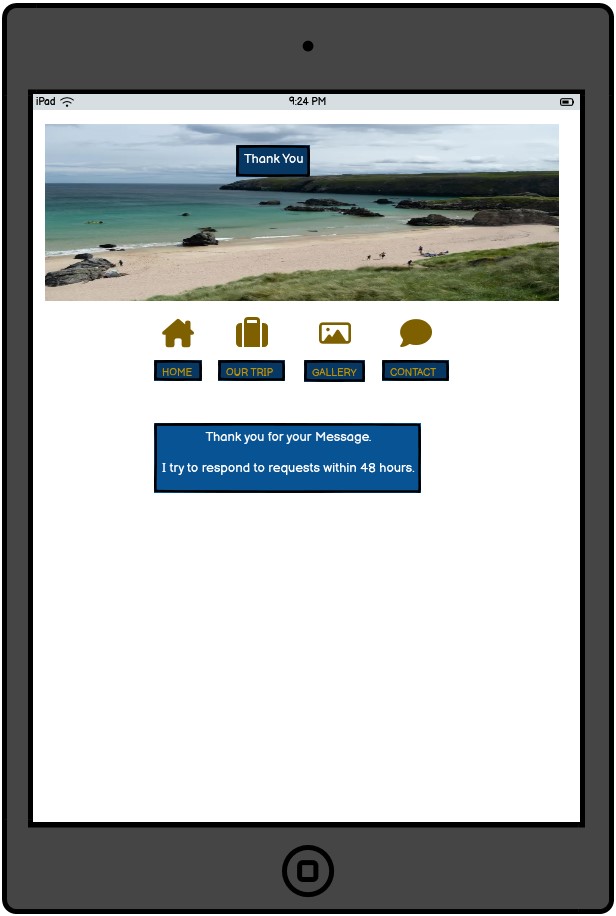 iPad 9:24 PM
Thank You
HOME OUR TRIP GALLERY CONTACT
Thank you for your Message.
I try to respond to requests within 48 hours.